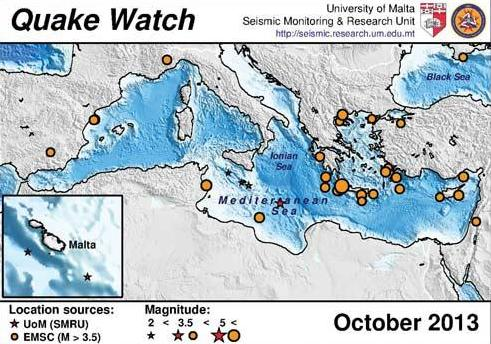 Quake Watch
University of Malta
Seismic Monitoring & Research Unit
http://seismic.research.um.edu.mt
Black Sea
Ionian
Sea
Mediterranean
Sea
Malta
Location sources:
UoM (SMRU)
EMSC (M > 3.5)
Magnitude:
2 < 3.5 < 5 <
October 2013